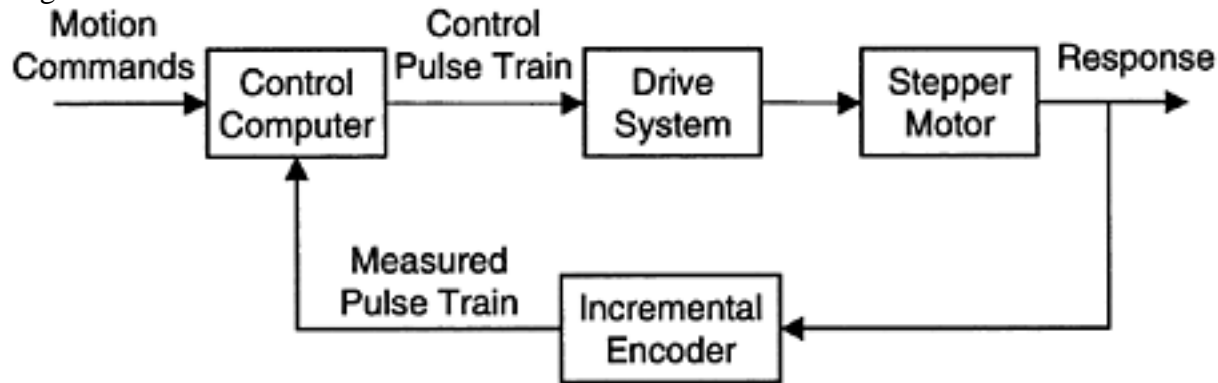 Motion
Commands
Control
Computer
Control
Pulse Train
Drive
System
Stepper
Motor
Response
Measured
Pulse Train
Incremental
Encoder